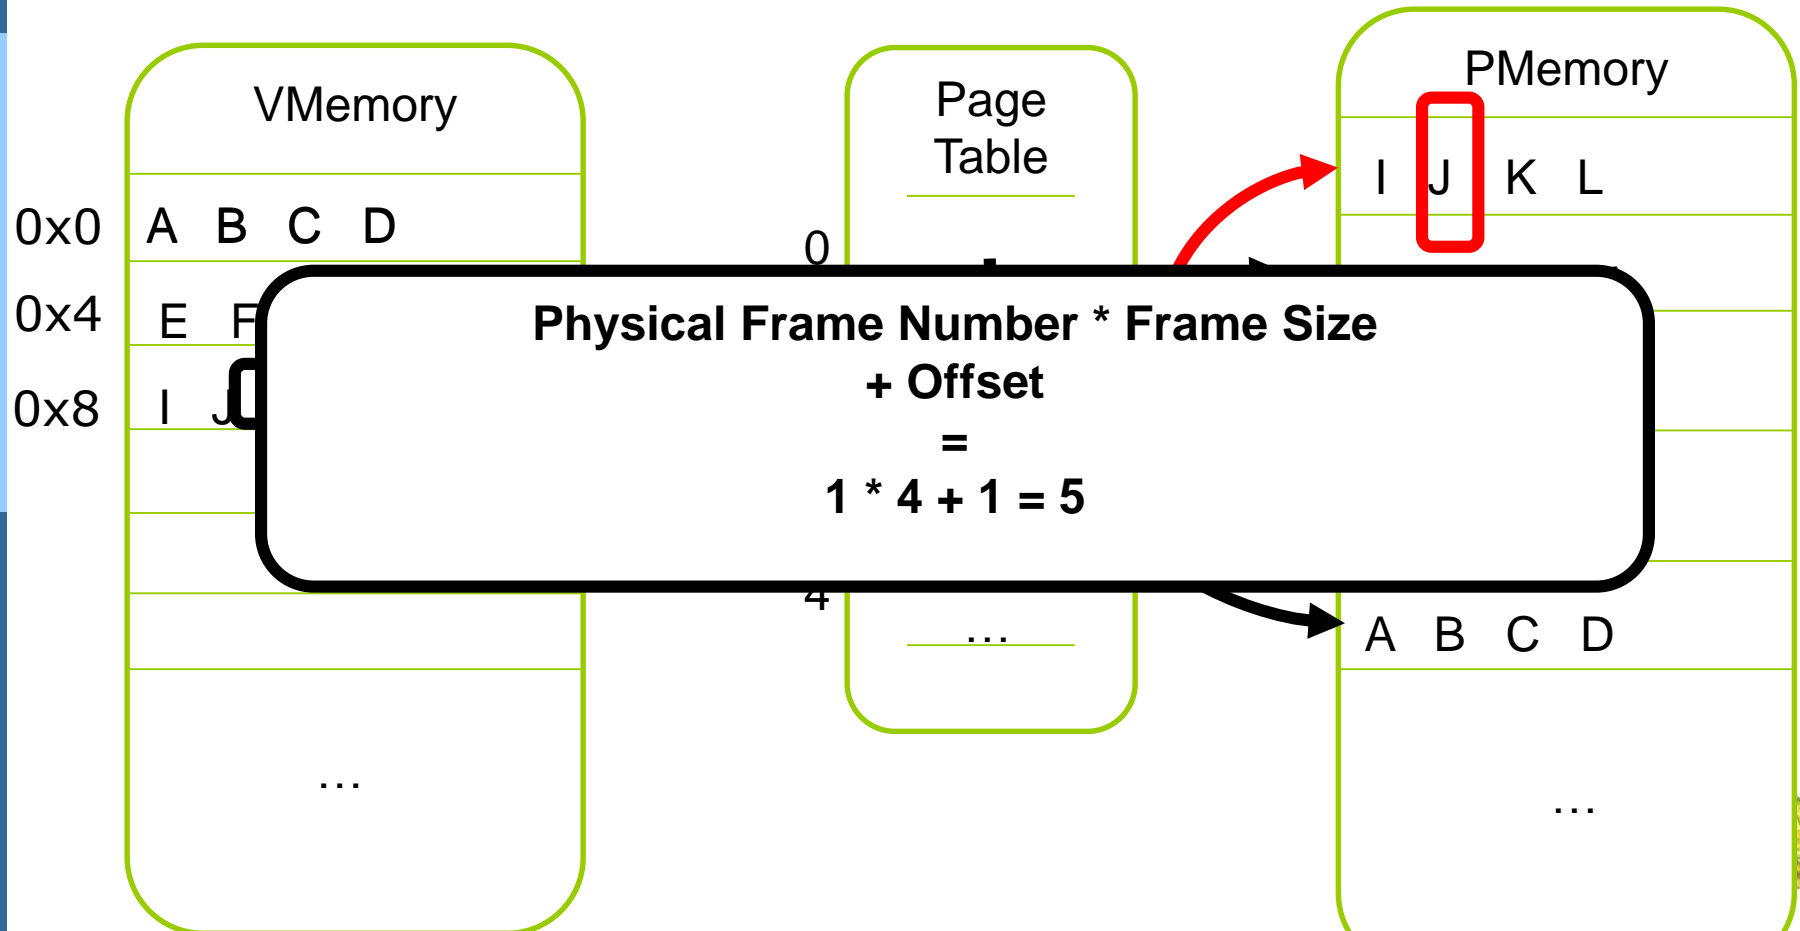 VMemory
0x0 A B C D
0x4 E F
0x8 I J
…
Page
Table
0
4
…
PMemory
I J K L
A B C D
…
Physical Frame Number * Frame Size
+ Offset
=
1 * 4 + 1 = 5